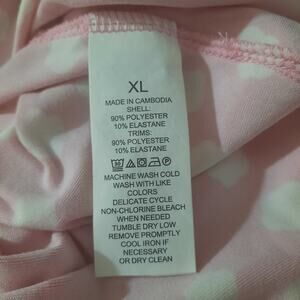 XL
MADE IN CAMBODIA
SHELL:
90% POLYESTER
10% ELASTANE
TRIMS:
90% POLYESTER
10% ELASTANE
MACHINE WASH COLD
WASH WITH LIKE
COLORS
DELICATE CYCLE
NON-CHLORINE BLEACH
WHEN NEEDED
TUMBLE DRY LOW
REMOVE PROMPTLY
COOL IRON IF
NECESSARY
OR DRY CLEAN